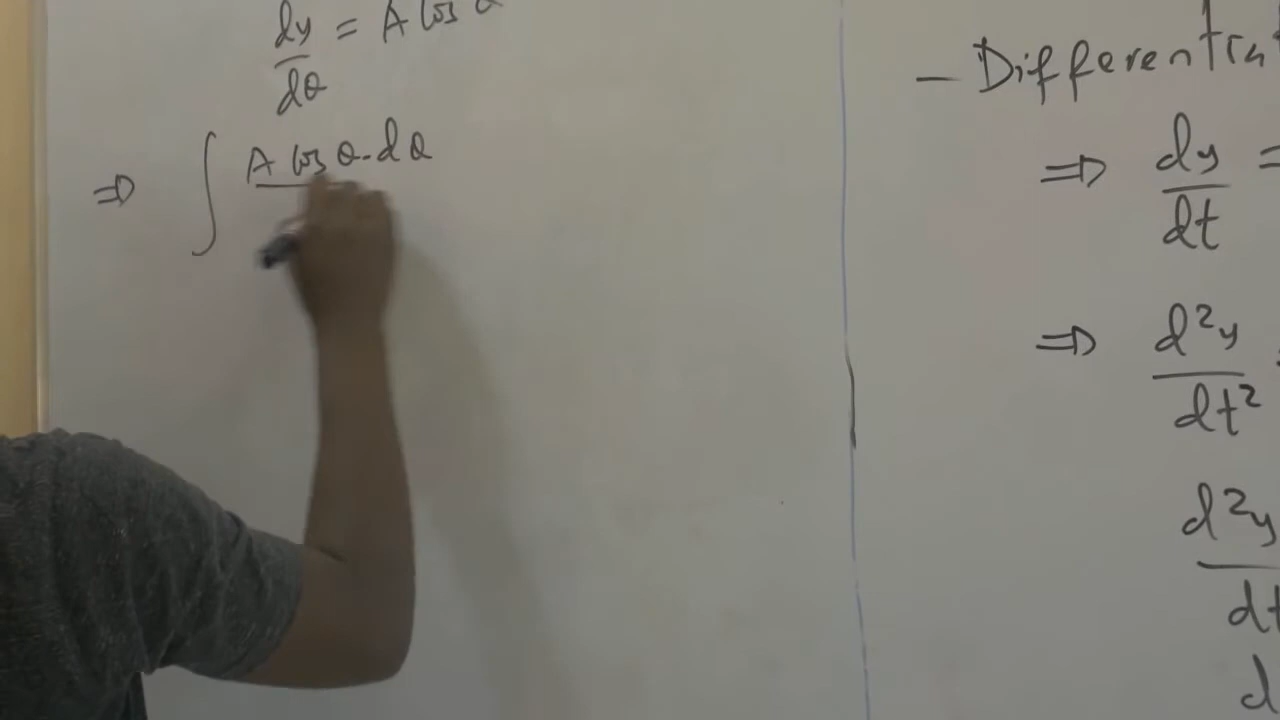 dy/dθ = A Cos θ
⇒ ∫ A Cos θ. dθ
– Differentia
⇒ dy/dt =
⇒ d²y/dt²
d²y/dt
d